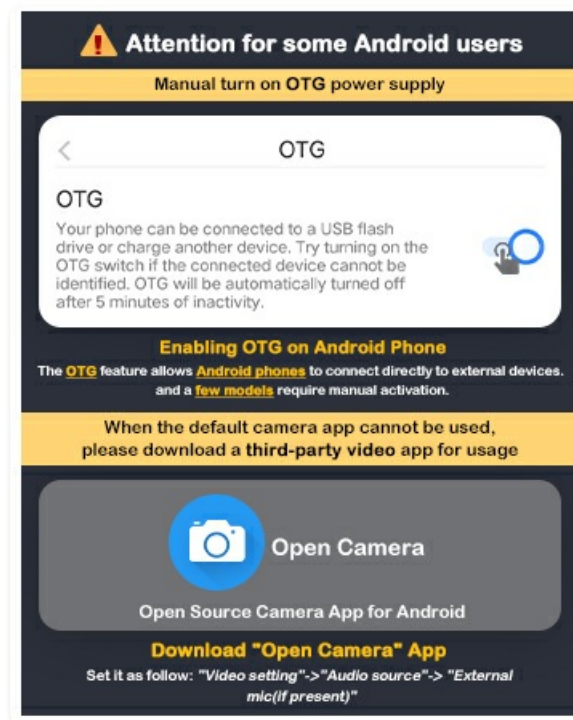 Attention for some Android users
Manual turn on OTG power supply
OTG
OTG
Your phone can be connected to a USB flash
drive or charge another device. Try turning on the
OTG switch if the connected device cannot be
identified. OTG will be automatically turned off
after 5 minutes of inactivity.
Enabling OTG on Android Phone
The OTG feature allows Android phones to connect directly to external devices.
and a few models require manual activation.
When the default camera app cannot be used,
please download a third-party video app for usage
Open Camera
Open Source Camera App for Android
Download "Open Camera" App
Set it as follow: "Video setting"->"Audio source"-> "External
mic(if present)"